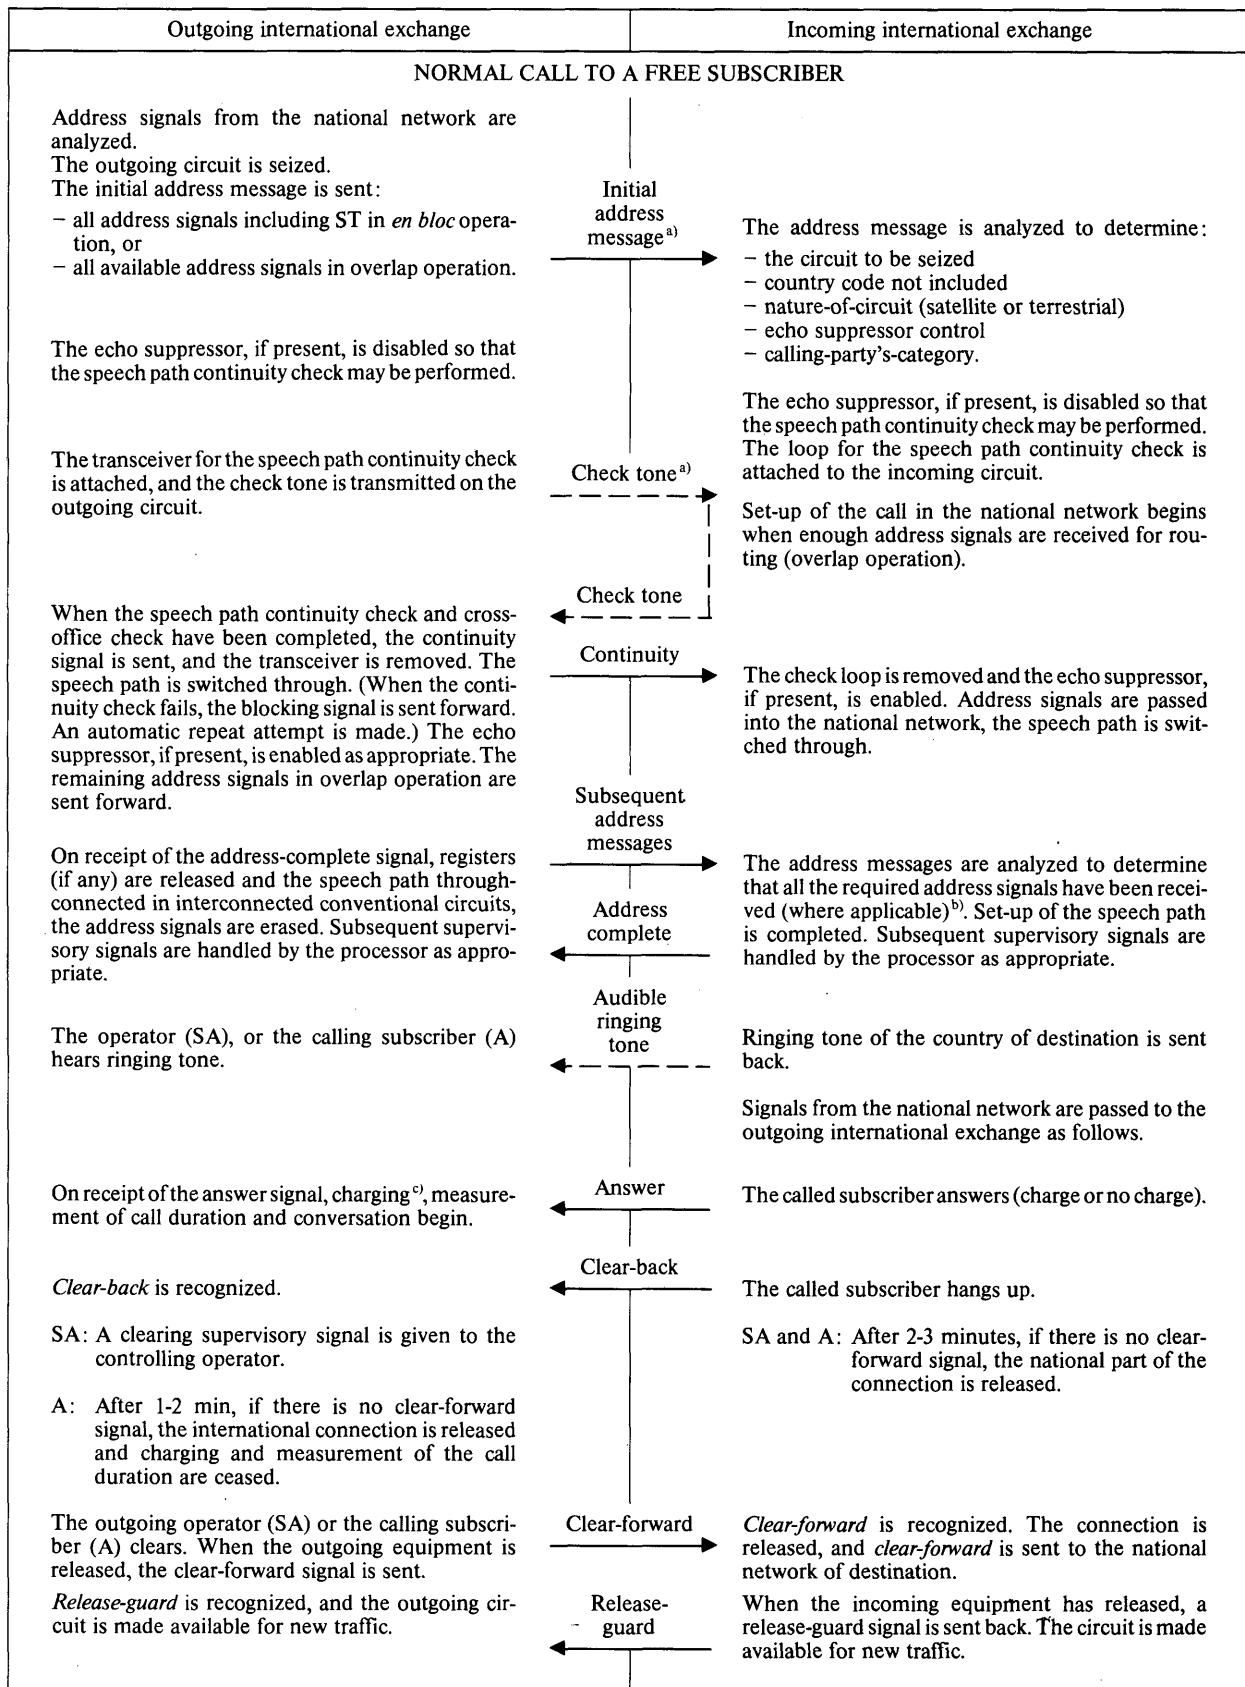 Outgoing international exchange
Incoming international exchange
NORMAL CALL TO A FREE SUBSCRIBER
Address signals from the national network are
analyzed.
The outgoing circuit is seized.
The initial address message is sent:
– all address signals including ST in en bloc opera-
tion, or
– all available address signals in overlap operation.
Initial
address
message a)
The address message is analyzed to determine:
– the circuit to be seized
– country code not included
– nature-of-circuit (satellite or terrestrial)
– echo suppressor control
– calling-party's-category.
The echo suppressor, if present, is disabled so that
the speech path continuity check may be performed.
The echo suppressor, if present, is disabled so that
the speech path continuity check may be performed.
The loop for the speech path continuity check is
attached to the incoming circuit.
The transceiver for the speech path continuity check
is attached, and the check tone is transmitted on the
outgoing circuit.
Check tone a)
Set-up of the call in the national network begins
when enough address signals are received for rou-
ting (overlap operation).
Check tone
When the speech path continuity check and cross-
office check have been completed, the continuity
signal is sent, and the transceiver is removed. The
speech path is switched through. (When the conti-
nuity check fails, the blocking signal is sent forward.
An automatic repeat attempt is made.) The echo
suppressor, if present, is enabled as appropriate. The
remaining address signals in overlap operation are
sent forward.
Continuity
The check loop is removed and the echo suppressor,
if present, is enabled. Address signals are passed
into the national network, the speech path is swit-
ched through.
Subsequent
address
messages
On receipt of the address-complete signal, registers
(if any) are released and the speech path through-
connected in interconnected conventional circuits,
the address signals are erased. Subsequent supervi-
sory signals are handled by the processor as appro-
priate.
Address
complete
The address messages are analyzed to determine
that all the required address signals have been recei-
ved (where applicable) b). Set-up of the speech path
is completed. Subsequent supervisory signals are
handled by the processor as appropriate.
Audible
ringing
tone
The operator (SA), or the calling subscriber (A)
hears ringing tone.
Ringing tone of the country of destination is sent
back.
Signals from the national network are passed to the
outgoing international exchange as follows.
On receipt of the answer signal, charging c), measure-
ment of call duration and conversation begin.
Answer
The called subscriber answers (charge or no charge).
Clear-back
Clear-back is recognized.
The called subscriber hangs up.
SA: A clearing supervisory signal is given to the
controlling operator.
SA and A: After 2-3 minutes, if there is no clear-
forward signal, the national part of the
connection is released.
A: After 1-2 min, if there is no clear-forward
signal, the international connection is released
and charging and measurement of the call
duration are ceased.
The outgoing operator (SA) or the calling subscri-
ber (A) clears. When the outgoing equipment is
released, the clear-forward signal is sent.
Clear-forward
Clear-forward is recognized. The connection is
released, and clear-forward is sent to the national
network of destination.
Release-guard is recognized, and the outgoing cir-
cuit is made available for new traffic.
Release-
guard
When the incoming equipment has released, a
release-guard signal is sent back. The circuit is made
available for new traffic.